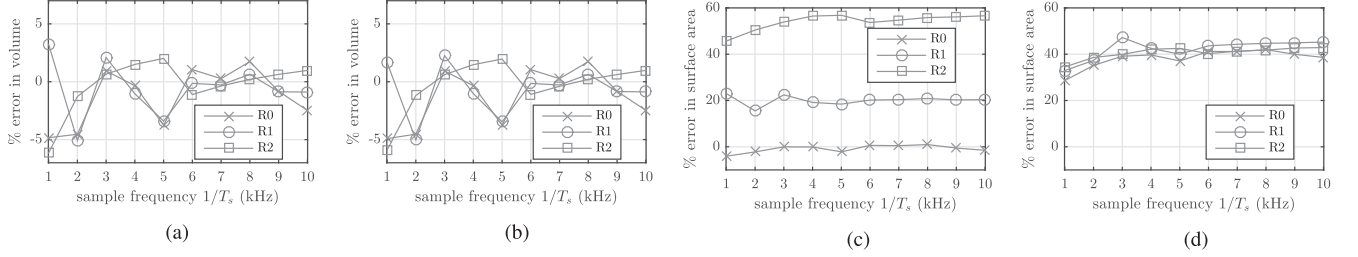 % error in volume
5
0
-5
R0
R1
R2
1 2 3 4 5 6 7 8 9 10
sample frequency 1/T_s (kHz)
(a)
% error in volume
5
0
-5
R0
R1
R2
1 2 3 4 5 6 7 8 9 10
sample frequency 1/T_s (kHz)
(b)
% error in surface area
60
40
20
0
R0
R1
R2
1 2 3 4 5 6 7 8 9 10
sample frequency 1/T_s (kHz)
(c)
% error in surface area
60
40
20
0
R0
R1
R2
1 2 3 4 5 6 7 8 9 10
sample frequency 1/T_s (kHz)
(d)